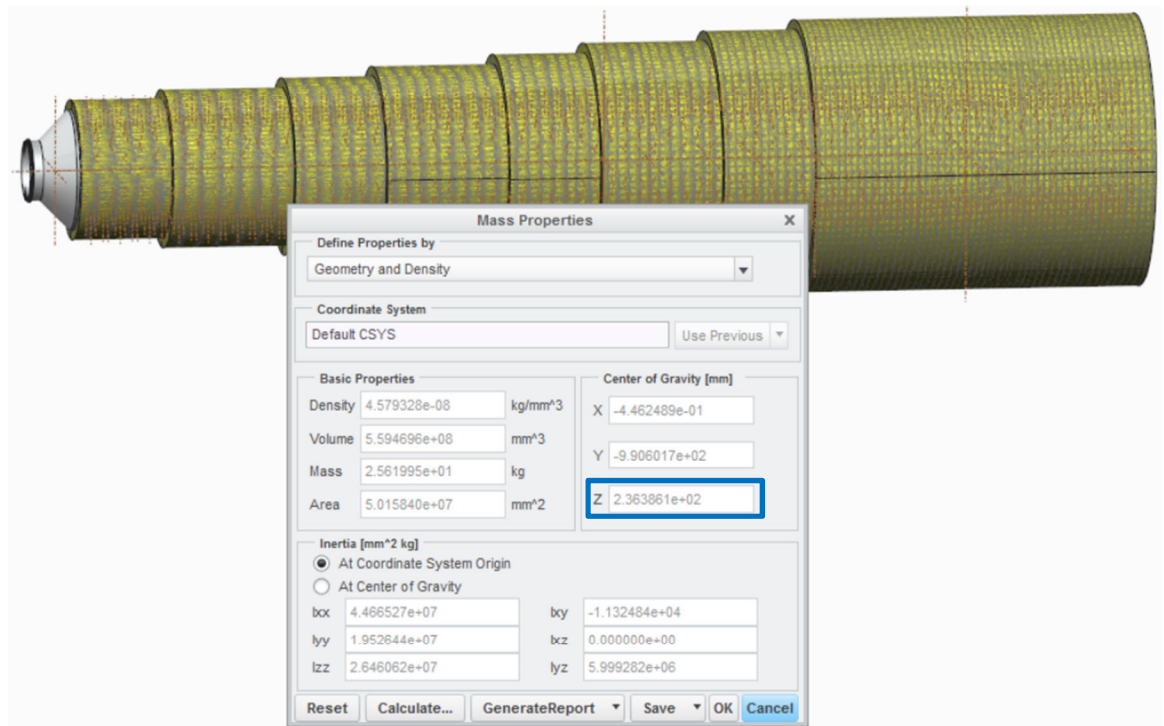 Mass Properties X
Define Properties by
Geometry and Density
Coordinate System
Default CSYS Use Previous
Basic Properties
Density 4.579328e-08 kg/mm^3
Volume 5.594696e+08 mm^3
Mass 2.561995e+01 kg
Area 5.015840e+07 mm^2
Center of Gravity [mm]
X -4.462489e-01
Y -9.906017e+02
Z 2.363861e+02
Inertia [mm^2 kg]
At Coordinate System Origin
At Center of Gravity
Ixx 4.466527e+07 Ixy -1.132484e+04
Iyy 1.952644e+07 Ixz 0.000000e+00
Izz 2.646062e+07 Iyz 5.999282e+06
Reset Calculate... GenerateReport Save OK Cancel